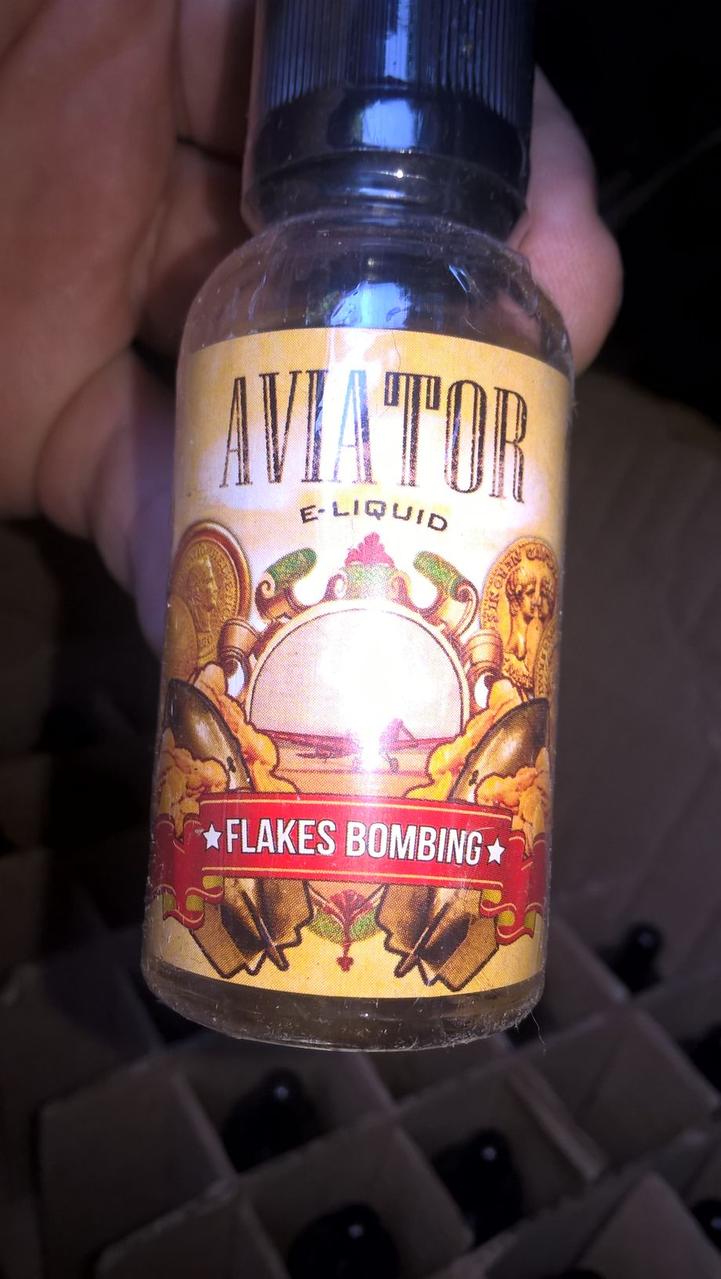 AVIATOR
E-LIQUID
★FLAKES BOMBING★